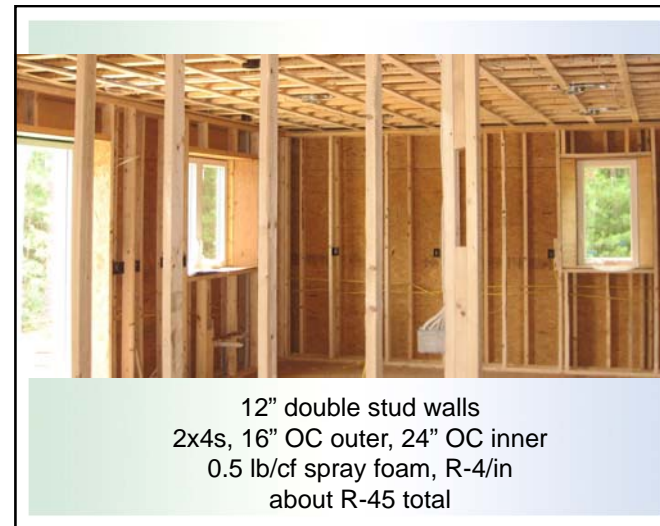 12” double stud walls
2x4s, 16” OC outer, 24” OC inner
0.5 lb/cf spray foam, R-4/in
about R-45 total